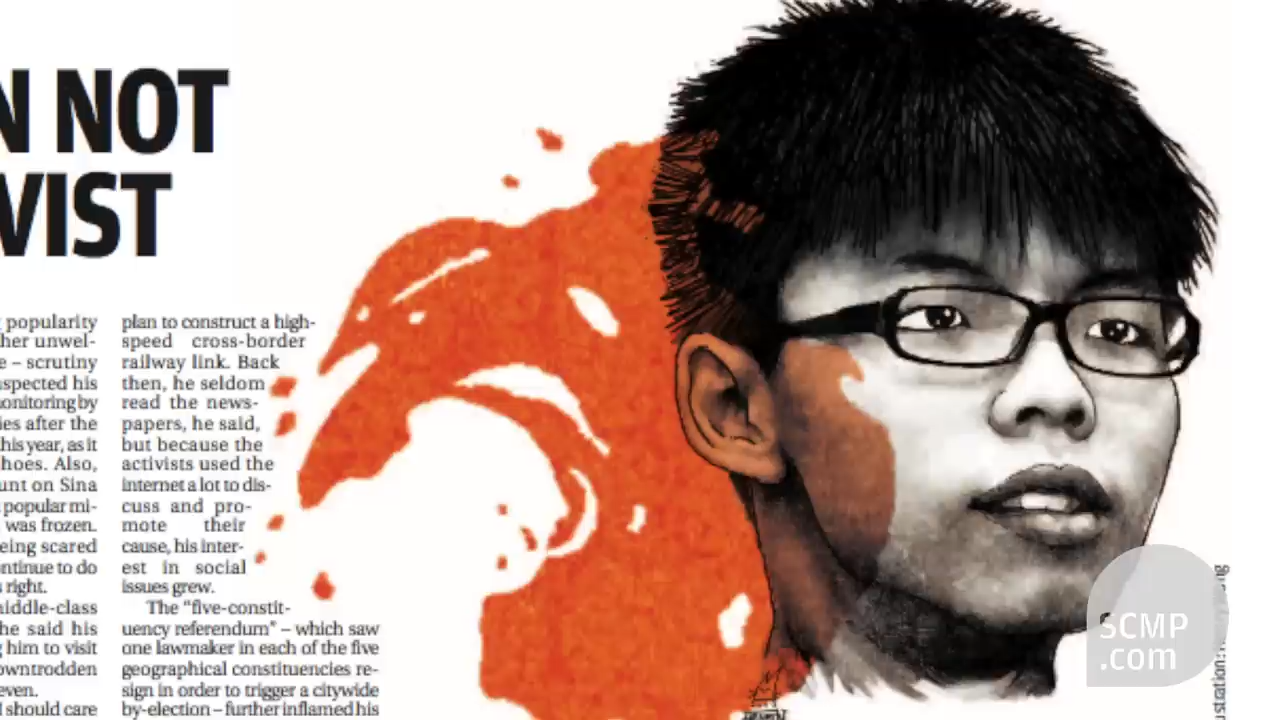 N NOT
VIST
popularity
her unwel-
e – scrutiny
nspected his
monitoring by
ies after the
this year, as it
hoes. Also,
unt on Sina
popular mi-
was frozen.
eing scared
ontinue to do
right.
middle-class
he said his
him to visit
owntrodden
even.
I should care
plan to construct a high-
speed cross-border
railway link. Back
then, he seldom
read the news-
papers, he said,
but because the
activists used the
internet a lot to dis-
cuss and pro-
mote their
cause, his inter-
est in social
issues grew.
The “five-constit-
uency referendum” – which saw
one lawmaker in each of the five
geographical constituencies re-
sign in order to trigger a citywide
by-election – further inflamed his
SCMP
.com